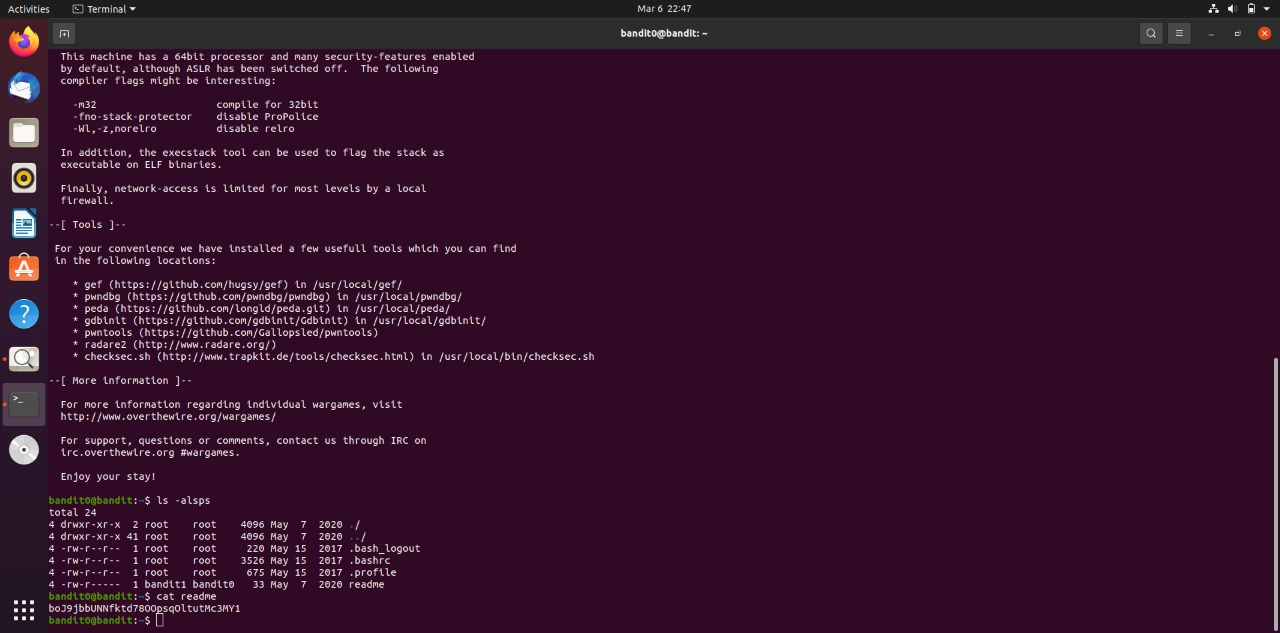 Activities Terminal Mar 6 22:47
bandit0@bandit: ~
This machine has a 64bit processor and many security-features enabled
by default, although ASLR has been switched off. The following
compiler flags might be interesting:
-m32 compile for 32bit
-fno-stack-protector disable ProPolice
-Wl,-z,norelro disable relro
In addition, the execstack tool can be used to flag the stack as
executable on ELF binaries.
Finally, network-access is limited for most levels by a local
firewall.
--[ Tools ]--
For your convenience we have installed a few usefull tools which you can find
in the following locations:
* gef (https://github.com/hugsy/gef) in /usr/local/gef/
* pwndbg (https://github.com/pwndbg/pwndbg) in /usr/local/pwndbg/
* peda (https://github.com/longld/peda.git) in /usr/local/peda/
* gdbinit (https://github.com/gdbinit/Gdbinit) in /usr/local/gdbinit/
* pwntools (https://github.com/Gallopsled/pwntools)
* radare2 (http://www.radare.org/)
* checksec.sh (http://www.trapkit.de/tools/checksec.html) in /usr/local/bin/checksec.sh
--[ More information ]--
For more information regarding individual wargames, visit
http://www.overthewire.org/wargames/
For support, questions or comments, contact us through IRC on
irc.overthewire.org #wargames.
Enjoy your stay!
bandit0@bandit:~$ ls -alsps
total 24
4 drwxr-xr-x 2 root root 4096 May 7 2020 ./
4 drwxr-xr-x 41 root root 4096 May 7 2020 ../
4 -rw-r--r-- 1 root root 220 May 15 2017 .bash_logout
4 -rw-r--r-- 1 root root 3526 May 15 2017 .bashrc
4 -rw-r--r-- 1 root root 675 May 15 2017 .profile
4 -rw-r----- 1 bandit1 bandit0 33 May 7 2020 readme
bandit0@bandit:~$ cat readme
boJ9jbbUNNfktd78OOpsqOltutMc3MY1
bandit0@bandit:~$